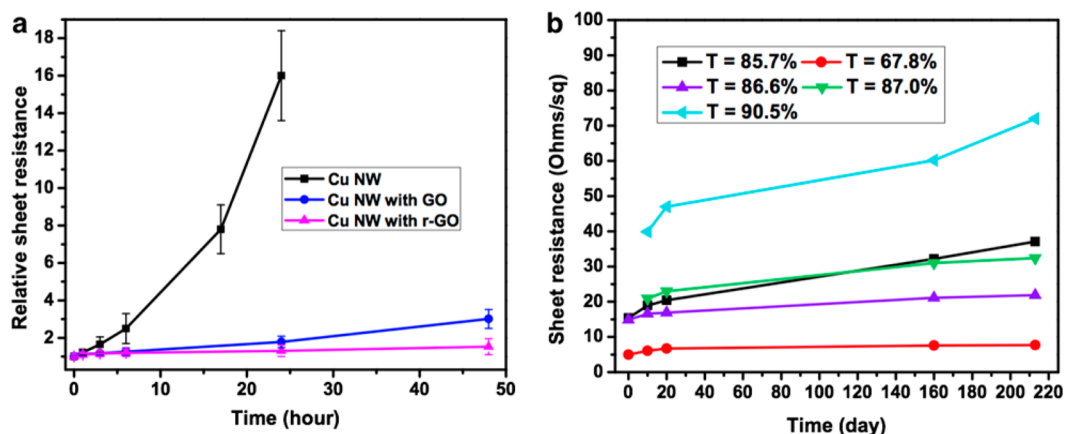 a
18
16
14
12
10
8
6
4
2
Relative sheet resistance
Cu NW
Cu NW with GO
Cu NW with r-GO
0 10 20 30 40 50
Time (hour)
b
100
90
80
70
60
50
40
30
20
10
0
Sheet resistance (Ohms/sq)
T = 85.7% T = 67.8%
T = 86.6% T = 87.0%
T = 90.5%
0 20 40 60 80 100 120 140 160 180 200 220
Time (day)